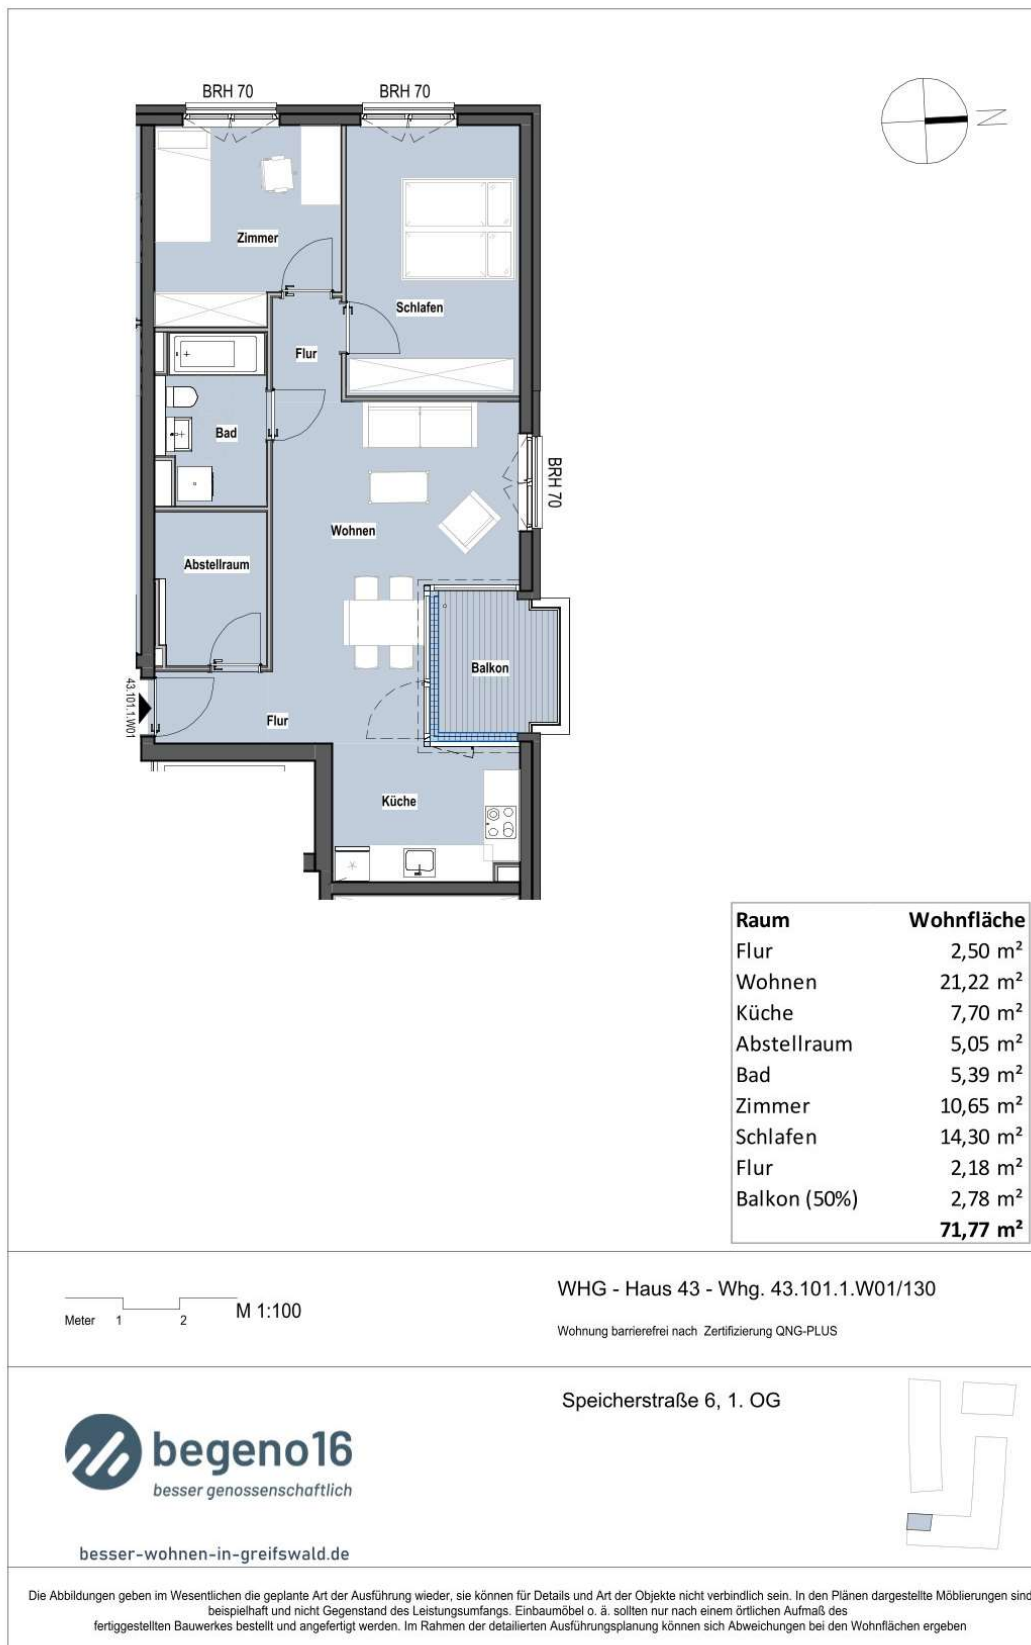 BRH 70
BRH 70
N
Zimmer
Schlafen
Flur
Bad
BRH 70
Wohnen
Abstellraum
Balkon
43.101.1.W01
Flur
Küche
Raum Wohnfläche
Flur 2,50 m²
Wohnen 21,22 m²
Küche 7,70 m²
Abstellraum 5,05 m²
Bad 5,39 m²
Zimmer 10,65 m²
Schlafen 14,30 m²
Flur 2,18 m²
Balkon (50%) 2,78 m²
71,77 m²
Meter 1 2 M 1:100
WHG - Haus 43 - Whg. 43.101.1.W01/130
Wohnung barrierefrei nach Zertifizierung QNG-PLUS
Speicherstraße 6, 1. OG
begeno16
besser genossenschaftlich
besser-wohnen-in-greifswald.de
Die Abbildungen geben im Wesentlichen die geplante Art der Ausführung wieder, sie können für Details und Art der Objekte nicht verbindlich sein. In den Plänen dargestellte Möblierungen sind
beispielhaft und nicht Gegenstand des Leistungsumfangs. Einbaumöbel o. ä. sollten nur nach einem örtlichen Aufmaß des
fertiggestellten Bauwerkes bestellt und angefertigt werden. Im Rahmen der detailierten Ausführungsplanung können sich Abweichungen bei den Wohnflächen ergeben